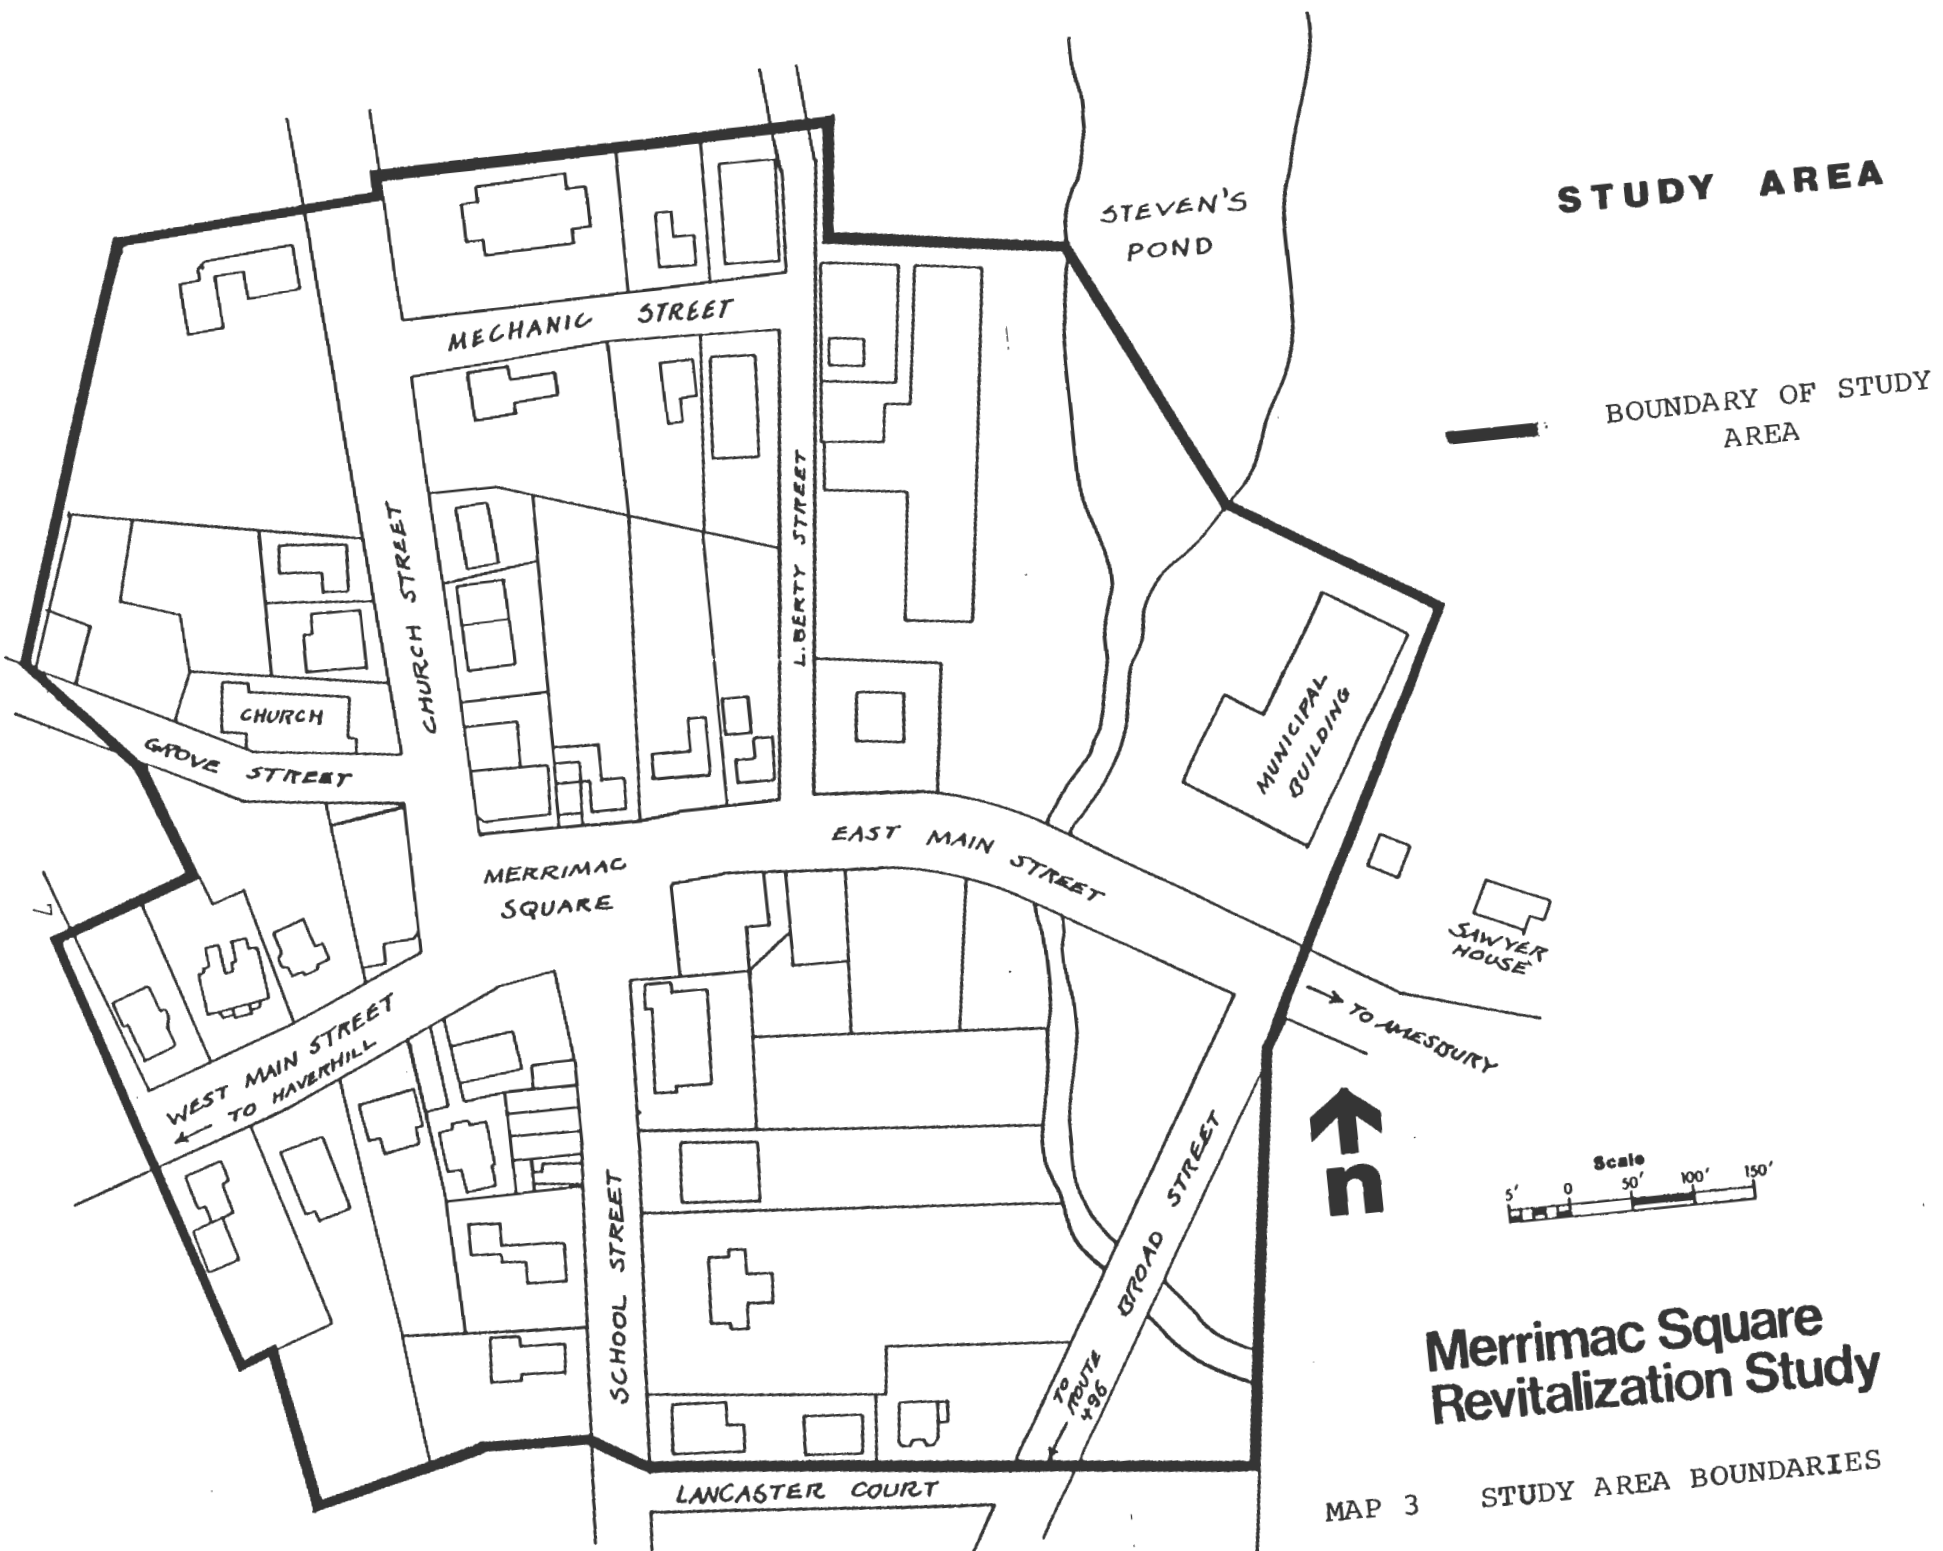 STUDY AREA
STEVEN'S
POND
MECHANIC STREET
BOUNDARY OF STUDY
AREA
CHURCH STREET
LIBERTY STREET
CHURCH
GROVE STREET
MUNICIPAL
BUILDING
EAST MAIN STREET
MERRIMAC
SQUARE
SAWYER
HOUSE
→ TO AMESBURY
WEST MAIN STREET
← TO HAVERHILL
SCHOOL STREET
BROAD STREET
TO
ROUTE
496
n
Scale
5' 0 50' 100' 150'
Merrimac Square
Revitalization Study
LANCASTER COURT
MAP 3 STUDY AREA BOUNDARIES